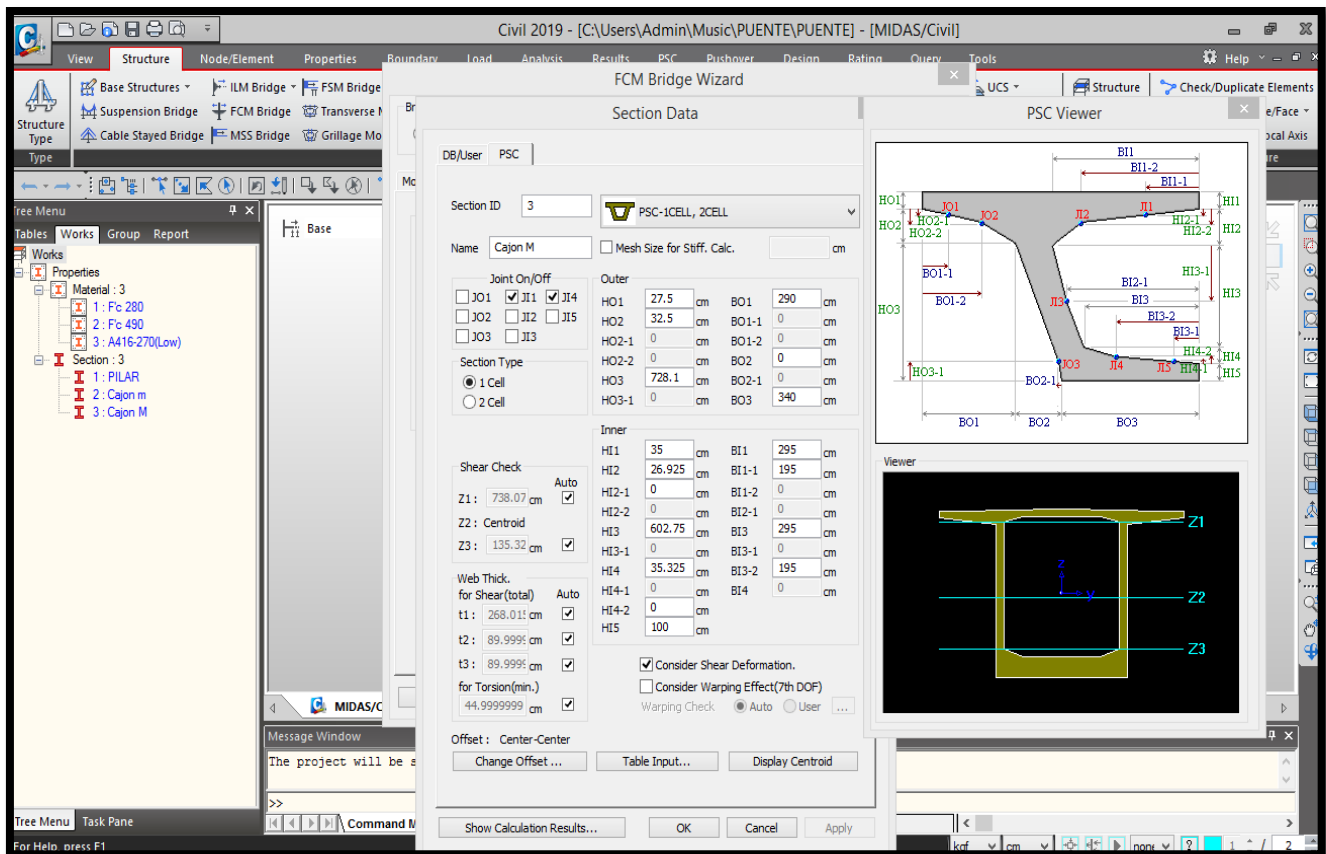 Civil 2019 - [C:\Users\Admin\Music\PUENTE\PUENTE] - [MIDAS/Civil]
View Structure Node/Element Properties Boundary Load Analysis Results PSC Pushover Design Rating Query Tools Help
Structure Type
Type
Base Structures ILM Bridge FSM Bridge
Suspension Bridge FCM Bridge Transverse
Cable Stayed Bridge MSS Bridge Grillage Mo
UCS Structure Check/Duplicate Elements
e/Face
ocal Axis
ure
Tree Menu
Tables Works Group Report
Works
Properties
Material : 3
1 : F'c 280
2 : F'c 490
3 : A416-270(Low)
Section : 3
1 : PILAR
2 : Cajon m
3 : Cajon M
Base
FCM Bridge Wizard
Br
Mo
Section Data
DB/User PSC
Section ID 3 PSC-1CELL, 2CELL
Name Cajon M Mesh Size for Stiff. Calc. cm
Joint On/Off
JO1 JI1 JI4
JO2 JI2 JI5
JO3 JI3
Section Type
1 Cell
2 Cell
Outer
HO1 27.5 cm BO1 290 cm
HO2 32.5 cm BO1-1 0 cm
HO2-1 0 cm BO1-2 0 cm
HO2-2 0 cm BO2 0 cm
HO3 728.1 cm BO2-1 0 cm
HO3-1 0 cm BO3 340 cm
Inner
HI1 35 cm BI1 295 cm
HI2 26.925 cm BI1-1 195 cm
HI2-1 0 cm BI1-2 0 cm
HI2-2 0 cm BI2-1 0 cm
HI3 602.75 cm BI3 295 cm
HI3-1 0 cm BI3-1 0 cm
HI4 35.325 cm BI3-2 195 cm
HI4-1 0 cm BI4 0 cm
HI4-2 0 cm
HI5 100 cm
Shear Check
Auto
Z1 : 738.07 cm
Z2 : Centroid
Z3 : 135.32 cm
Web Thick.
for Shear(total) Auto
t1 : 268.015 cm
t2 : 89.9995 cm
t3 : 89.9995 cm
for Torsion(min.)
44.9999999 cm
Consider Shear Deformation.
Consider Warping Effect(7th DOF)
Warping Check Auto User ...
Offset : Center-Center
Change Offset ... Table Input... Display Centroid
Show Calculation Results... OK Cancel Apply
PSC Viewer
BI1
BI1-2
BI1-1
HO1 JO1 JI1 HI1
HO2 HO2-1 JO2 JI2 HI2-1 HI2
HO2-2 HI2-2
BO1-1 BI2-1 HI3-1
BO1-2 JI3 BI3 HI3
HO3 BI3-2
BI3-1
HO3-1 JO3 JI4 JI5 HI4-2 HI4
HI4-1 HI5
BO2-1
BO1 BO2 BO3
Viewer
Z1
z
y
Z2
Z3
MIDAS/C
Message Window
The project will be s
>>
Command M
Tree Menu Task Pane
For Help, press F1
kgf cm none 1 / 2